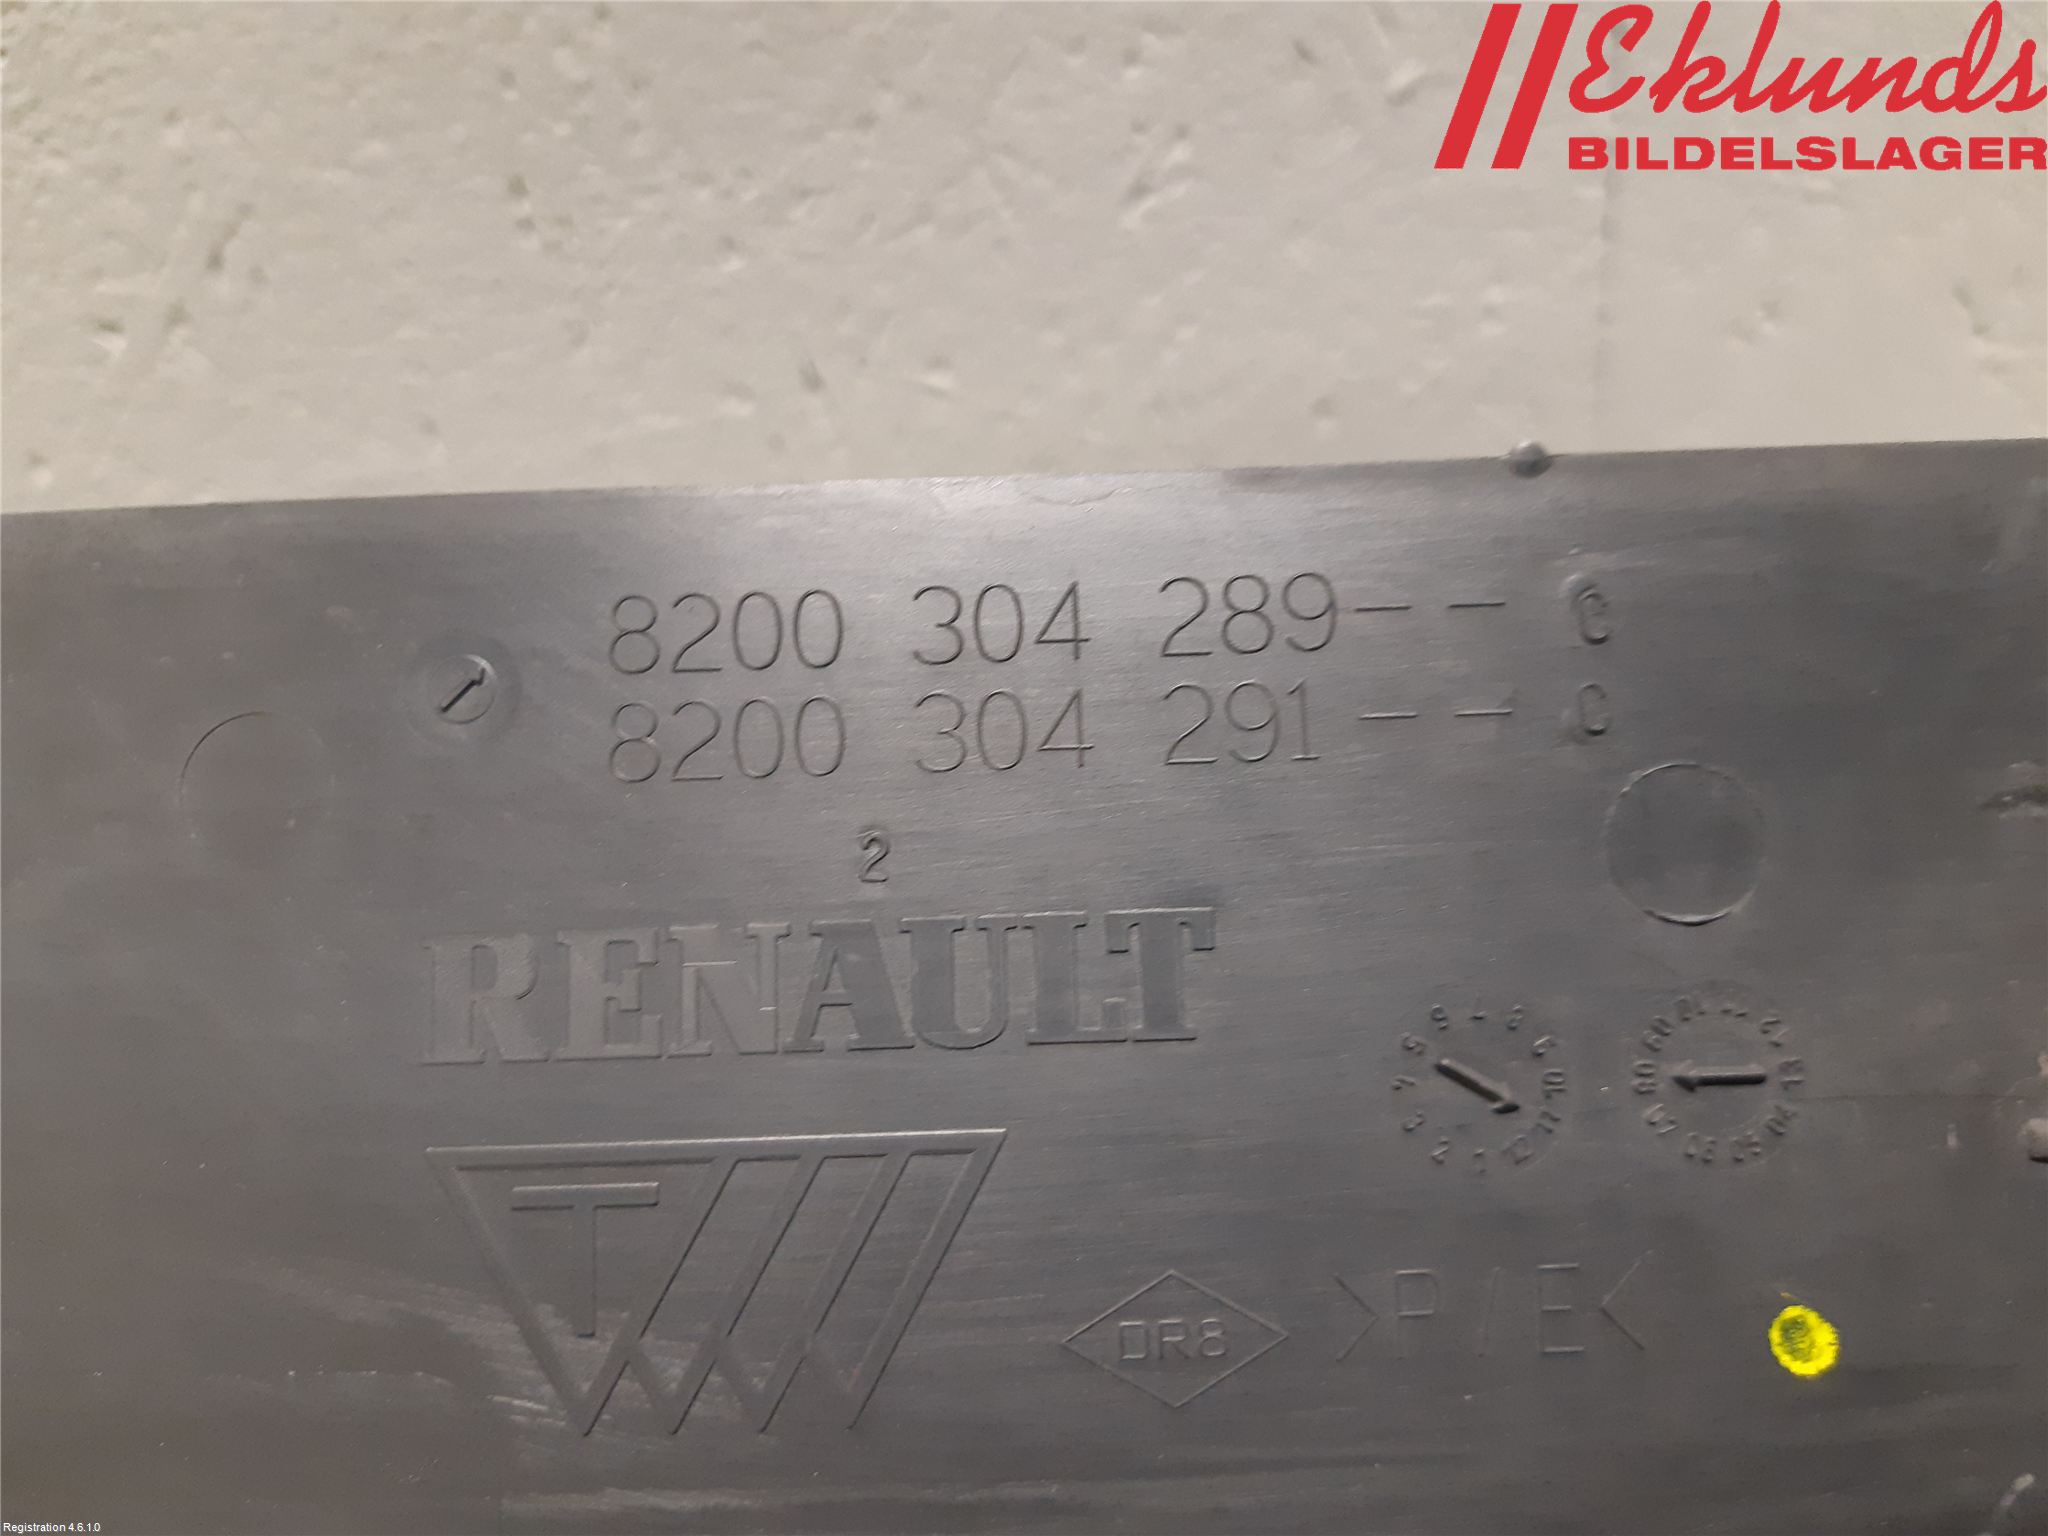 Eklunds
BILDELSLAGER
8200 304 289-- C
8200 304 291-- C
2
RENAULT
T
DR8
>P/E<
Registration 4.6.1.0